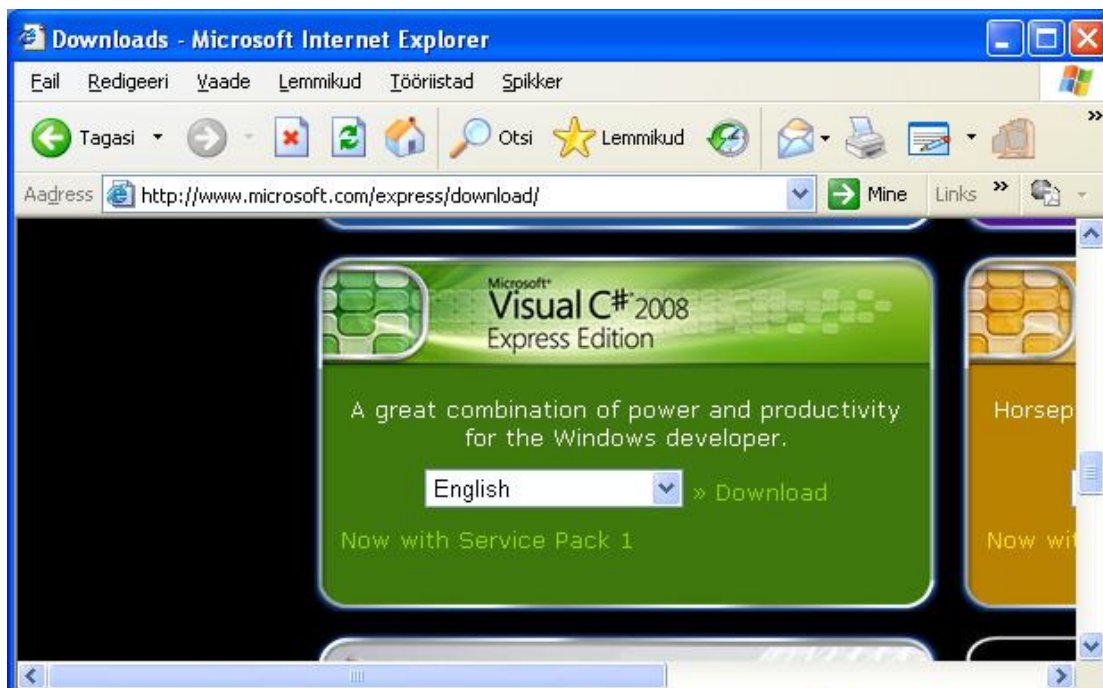 Downloads - Microsoft Internet Explorer
Fail Redigeeri Vaade Lemmikud Tööriistad Spikker
Tagasi Otsi Lemmikud »
Aadress http://www.microsoft.com/express/download/ Mine Links »
Microsoft®
Visual C# 2008
Express Edition
A great combination of power and productivity
for the Windows developer.
English » Download
Now with Service Pack 1
Horsep
Now wit